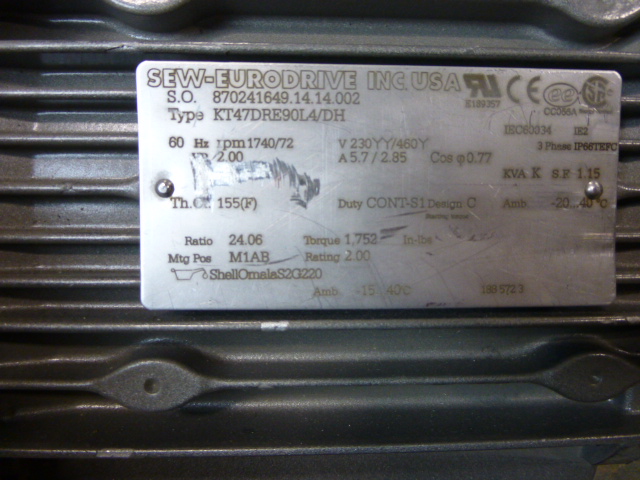 SEW-EURODRIVE INC. USA
S.O. 870241649.14.14.002
E189357
CC056A
Type KT47DRE90L4/DH
IEC60034 IE2
60 Hz rpm 1740/72 V 230YY/460Y 3 Phase IP66TEFC
2.00 A 5.7 / 2.85 Cos φ 0.77
KVA K S.F. 1.15
Th.Cl. 155(F) Duty CONT-S1 Design C Amb. -20 40°C
Ratio 24.06 Torque 1,752 in-lbs
Mtg Pos M1AB Rating 2.00
ShellOmalaS2G220
Amb. -15 40°C 188 572 3